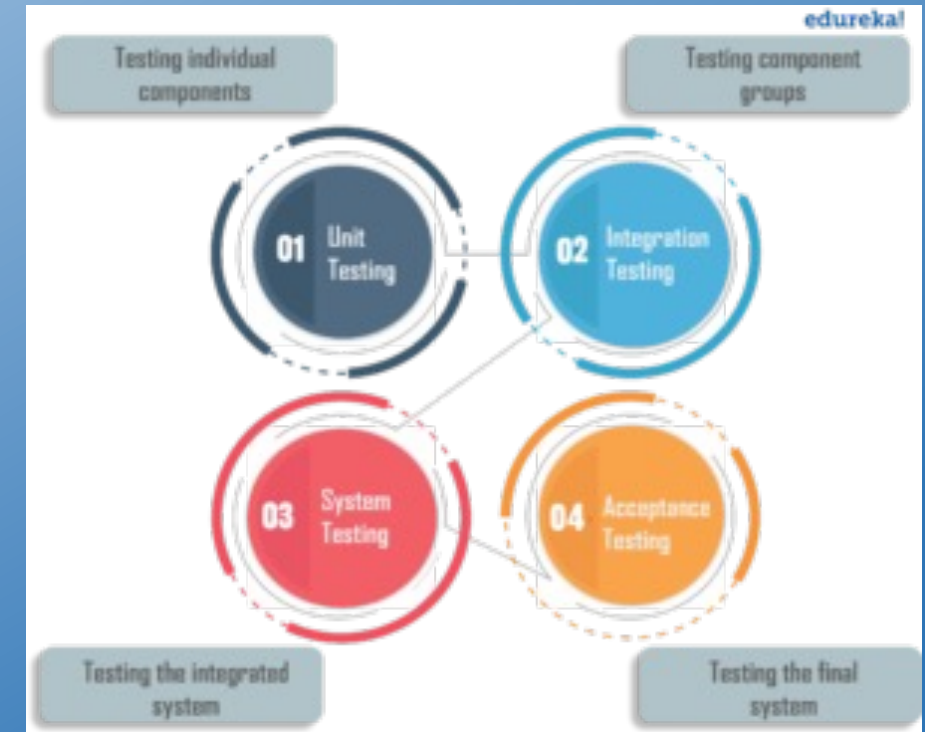 edureka!
Testing individual
components
Testing component
groups
01
Unit
Testing
02
Integration
Testing
03
System
Testing
04
Acceptance
Testing
Testing the integrated
system
Testing the final
system